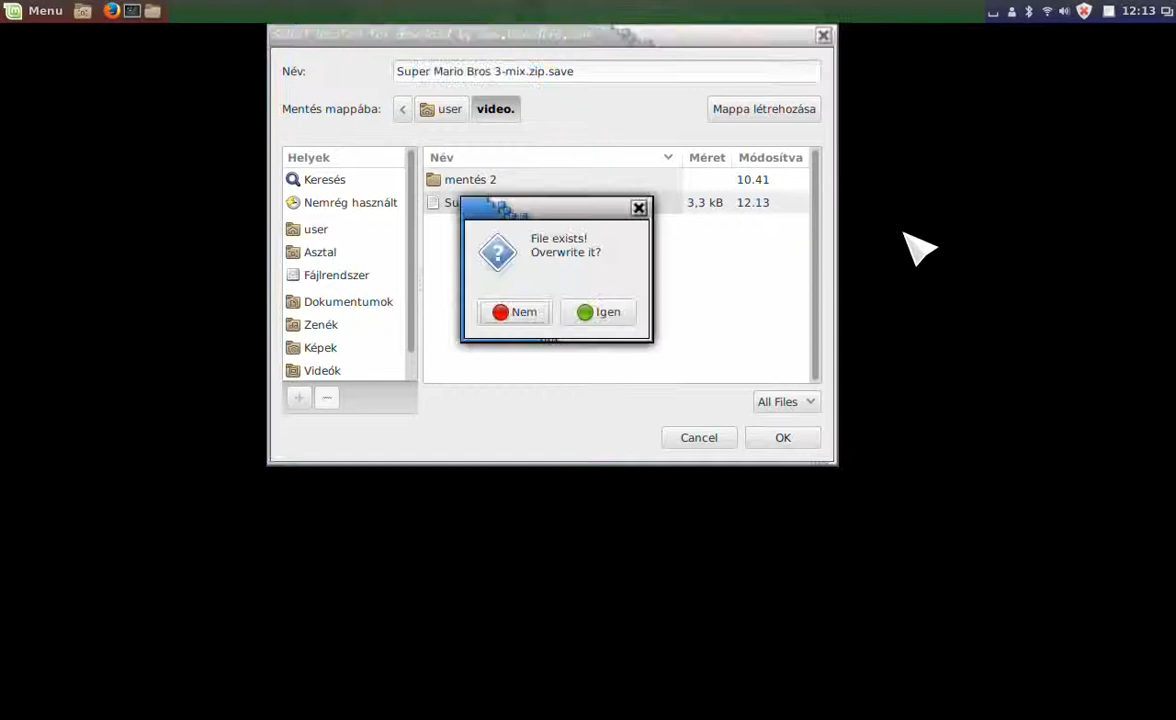 Menu
12:13
Név:
Super Mario Bros 3-mix.zip.save
Mentés mappába:
user
video.
Mappa létrehozása
Helyek
Név
Méret
Módosítva
Keresés
mentés 2
10.41
Nemrég használt
Su
3,3 kB
12.13
user
Asztal
Fájlrendszer
Dokumentumok
Zenék
Képek
Videók
File exists!
Overwrite it?
Nem
Igen
All Files
Cancel
OK